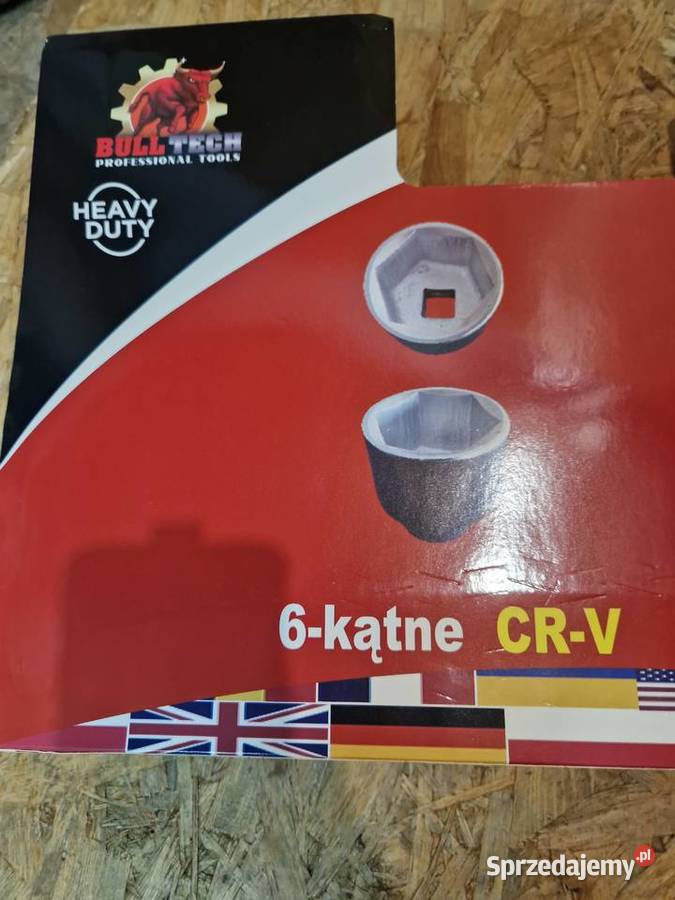 BULL TECH
PROFESSIONAL TOOLS
HEAVY
DUTY
6-kątne CR-V
Sprzedajemy.pl